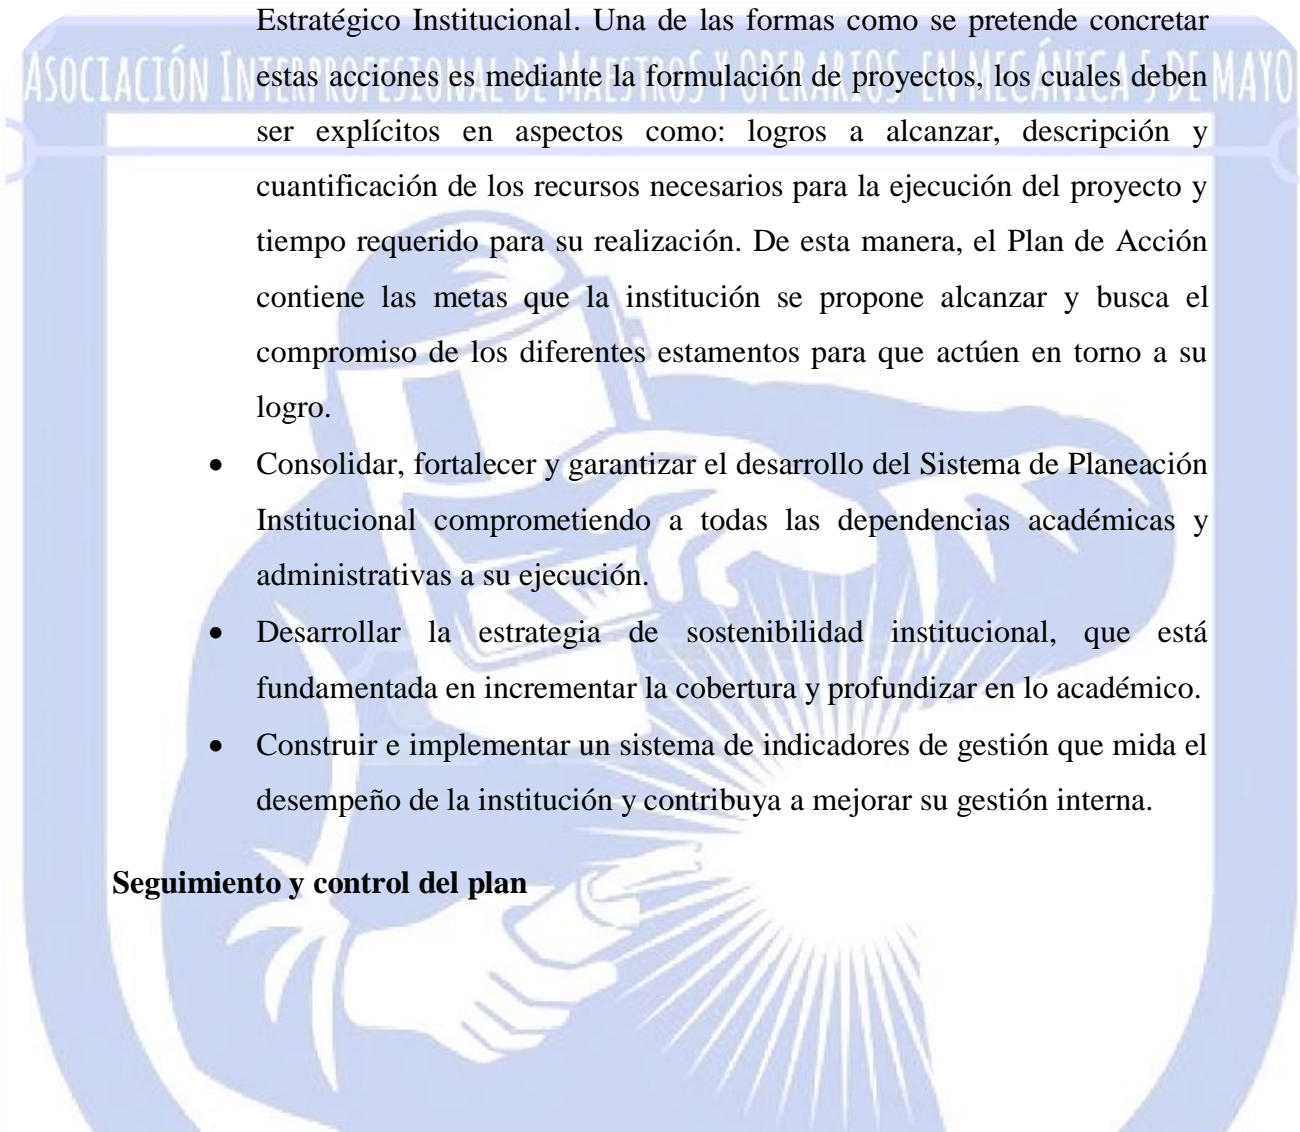 Estratégico Institucional. Una de las formas como se pretende concretar
ASOCIACIÓN INTERPROFESIONAL DE MAESTROS Y OPERARIOS EN MECÁNICA 5 DE MAYO
estas acciones es mediante la formulación de proyectos, los cuales deben
ser explícitos en aspectos como: logros a alcanzar, descripción y
cuantificación de los recursos necesarios para la ejecución del proyecto y
tiempo requerido para su realización. De esta manera, el Plan de Acción
contiene las metas que la institución se propone alcanzar y busca el
compromiso de los diferentes estamentos para que actúen en torno a su
logro.
• Consolidar, fortalecer y garantizar el desarrollo del Sistema de Planeación
Institucional comprometiendo a todas las dependencias académicas y
administrativas a su ejecución.
• Desarrollar la estrategia de sostenibilidad institucional, que está
fundamentada en incrementar la cobertura y profundizar en lo académico.
• Construir e implementar un sistema de indicadores de gestión que mida el
desempeño de la institución y contribuya a mejorar su gestión interna.
Seguimiento y control del plan